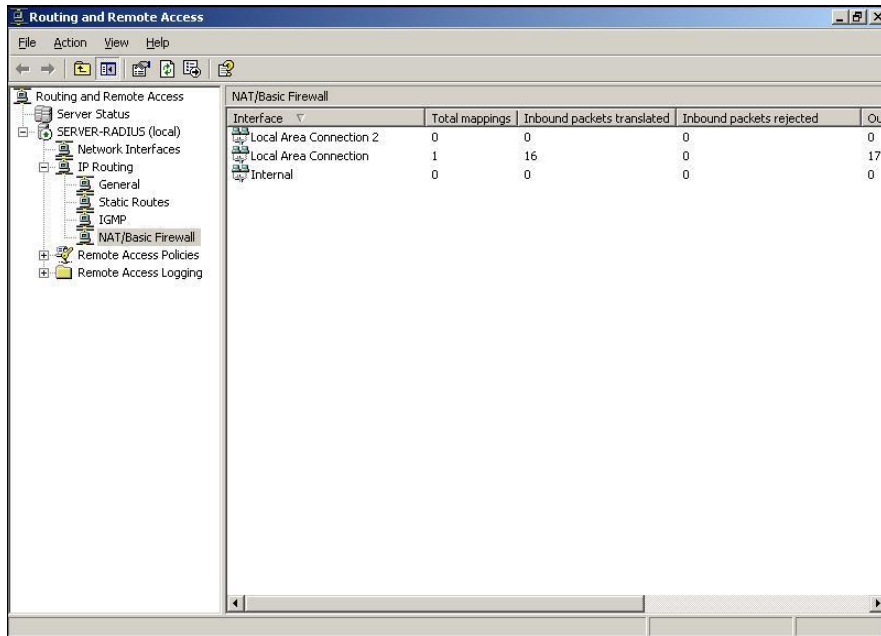 Routing and Remote Access
File Action View Help
Routing and Remote Access
Server Status
SERVER-RADIUS (local)
Network Interfaces
IP Routing
General
Static Routes
IGMP
NAT/Basic Firewall
Remote Access Policies
Remote Access Logging
NAT/Basic Firewall
Interface Total mappings Inbound packets translated Inbound packets rejected Ou
Local Area Connection 2 0 0 0 0
Local Area Connection 1 16 0 17
Internal 0 0 0 0